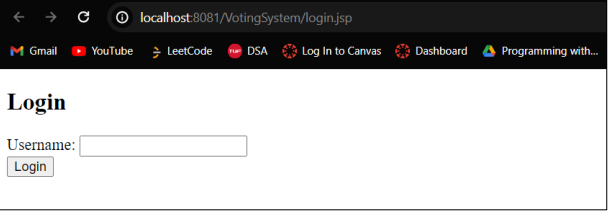 localhost:8081/VotingSystem/login.jsp
Gmail YouTube LeetCode DSA Log In to Canvas Dashboard Programming with...
Login
Username:
Login